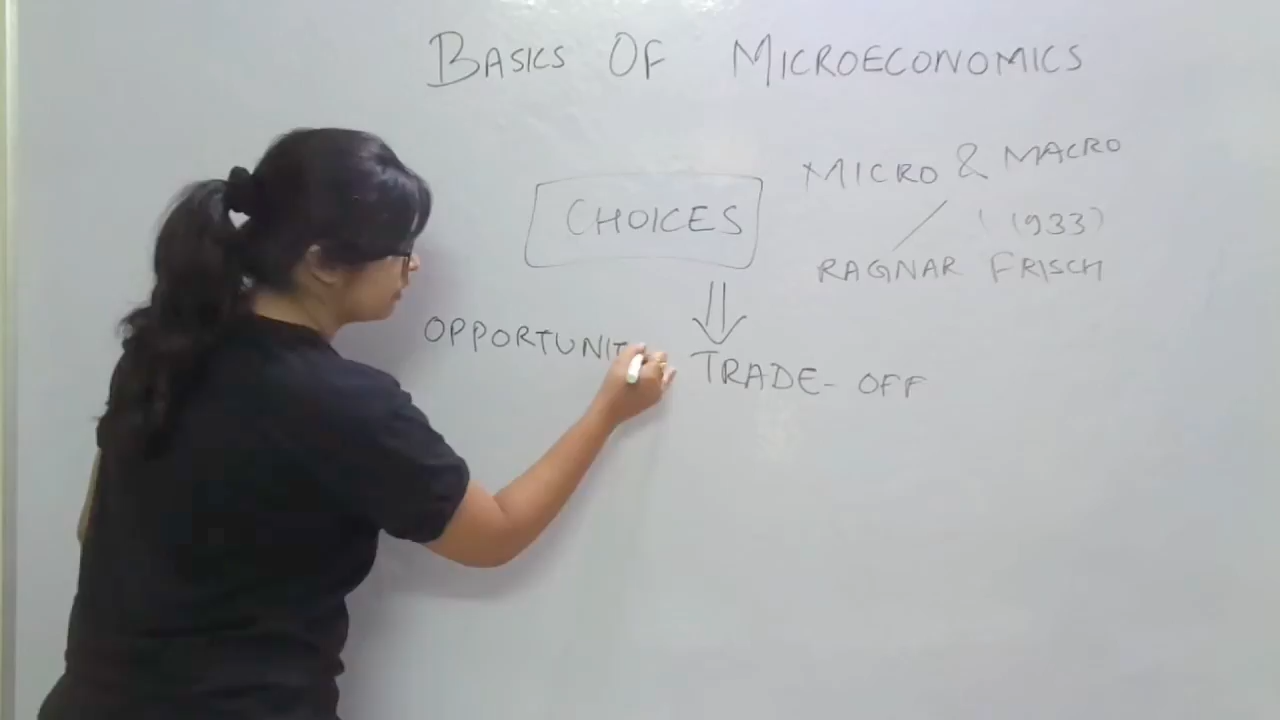 BASICS OF MICROECONOMICS
MICRO & MACRO
CHOICES
(1933)
RAGNAR FRISCH
OPPORTUNIT
TRADE-OFF